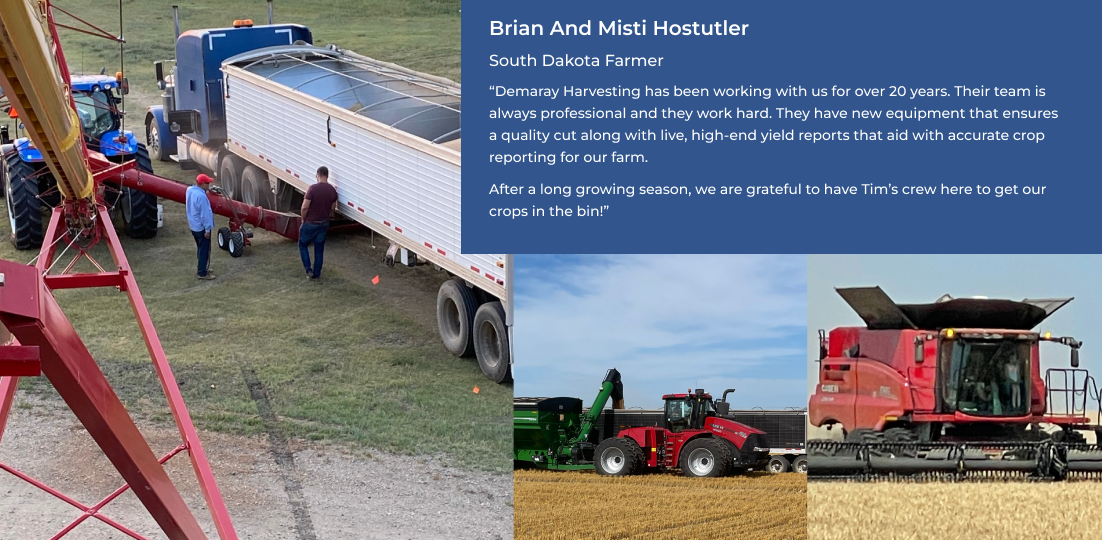 Brian And Misti Hostutler
South Dakota Farmer
“Demaray Harvesting has been working with us for over 20 years. Their team is
always professional and they work hard. They have new equipment that ensures
a quality cut along with live, high-end yield reports that aid with accurate crop
reporting for our farm.
After a long growing season, we are grateful to have Tim’s crew here to get our
crops in the bin!”
CASE IH